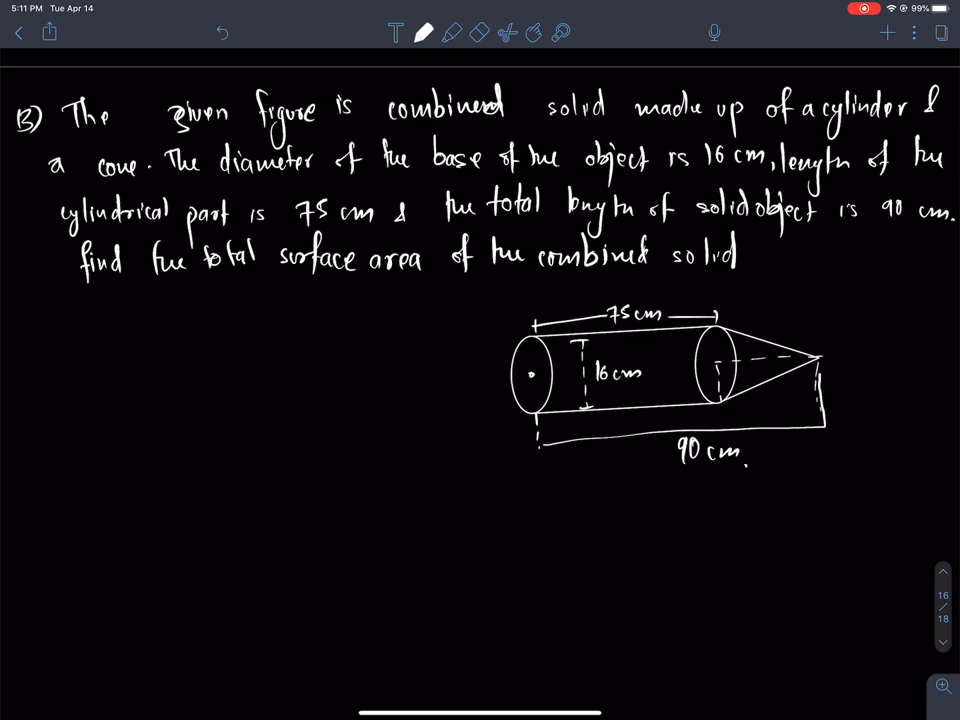 5:11 PM Tue Apr 14
99%
B) The given figure is combined solid made up of a cylinder &
a cone. The diameter of the base of the object is 16 cm, length of the
cylindrical part is 75 cm & the total length of solid object is 90 cm.
find the total surface area of the combined solid
75 cm
16 cm
90 cm.
16
/
18